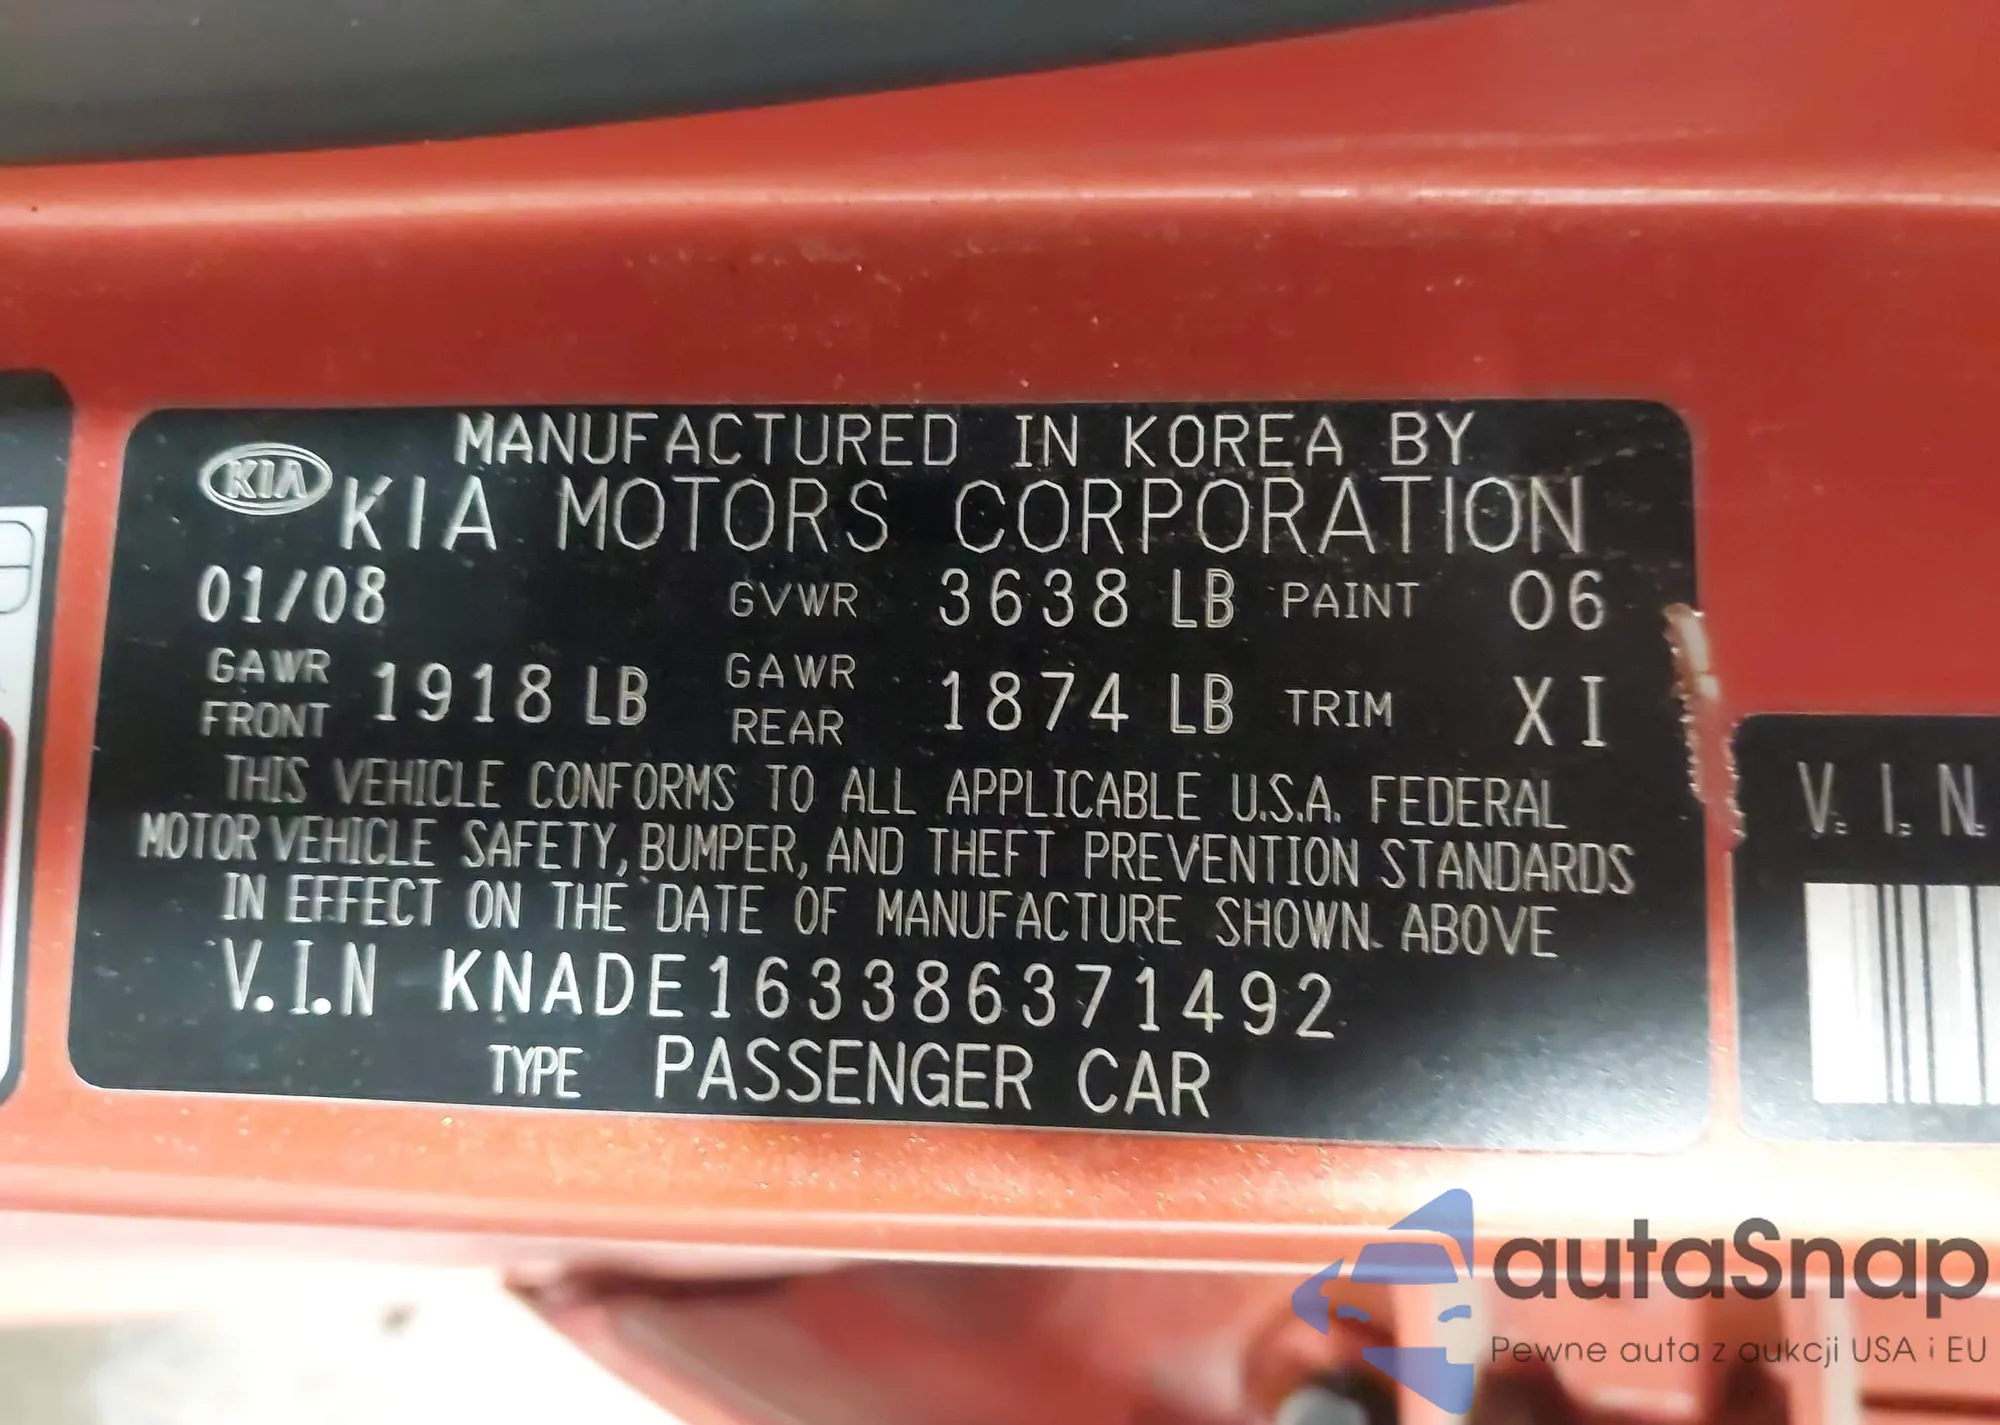 MANUFACTURED IN KOREA BY
KIA KIA MOTORS CORPORATION
01/08 GVWR 3638 LB PAINT 06
GAWR FRONT 1918 LB GAWR REAR 1874 LB TRIM XI
THIS VEHICLE CONFORMS TO ALL APPLICABLE U.S.A. FEDERAL
MOTOR VEHICLE SAFETY, BUMPER, AND THEFT PREVENTION STANDARDS
IN EFFECT ON THE DATE OF MANUFACTURE SHOWN ABOVE
V.I.N KNADE163386371492
TYPE PASSENGER CAR
V.I.N.
autaSnap
Pewne auta z aukcji USA i EU